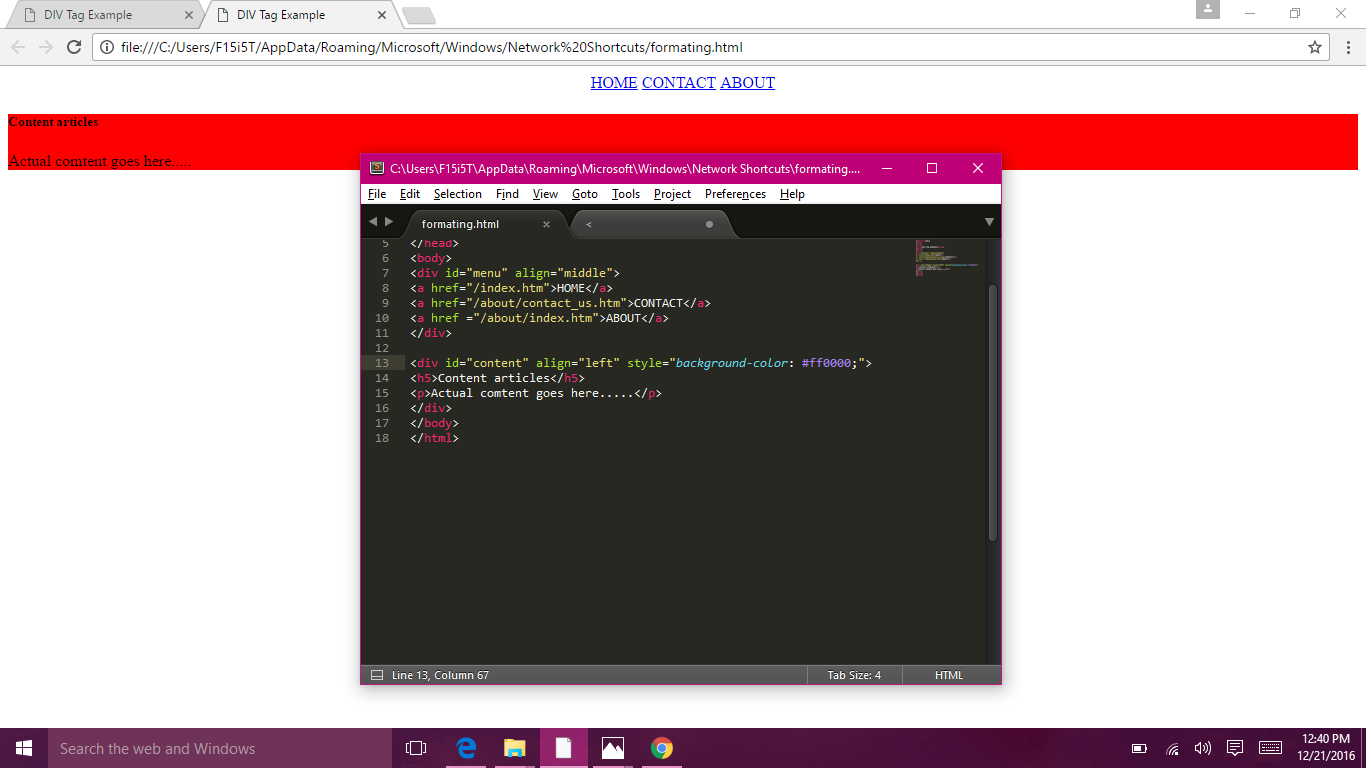 DIV Tag Example
DIV Tag Example
file:///C:/Users/F15i5T/AppData/Roaming/Microsoft/Windows/Network%20Shortcuts/formating.html
HOME CONTACT ABOUT
Content articles
Actual comtent goes here.....
C:\Users\F15i5T\AppData\Roaming\Microsoft\Windows\Network Shortcuts\formating....
File Edit Selection Find View Goto Tools Project Preferences Help
formating.html
<
5 </head>
6 <body>
7 <div id="menu" align="middle">
8 <a href="/index.htm">HOME</a>
9 <a href="/about/contact_us.htm">CONTACT</a>
10 <a href ="/about/index.htm">ABOUT</a>
11 </div>
12
13 <div id="content" align="left" style="background-color: #ff0000;">
14 <h5>Content articles</h5>
15 <p>Actual comtent goes here.....</p>
16 </div>
17 </body>
18 </html>
Line 13, Column 67
Tab Size: 4
HTML
Search the web and Windows
12:40 PM
12/21/2016